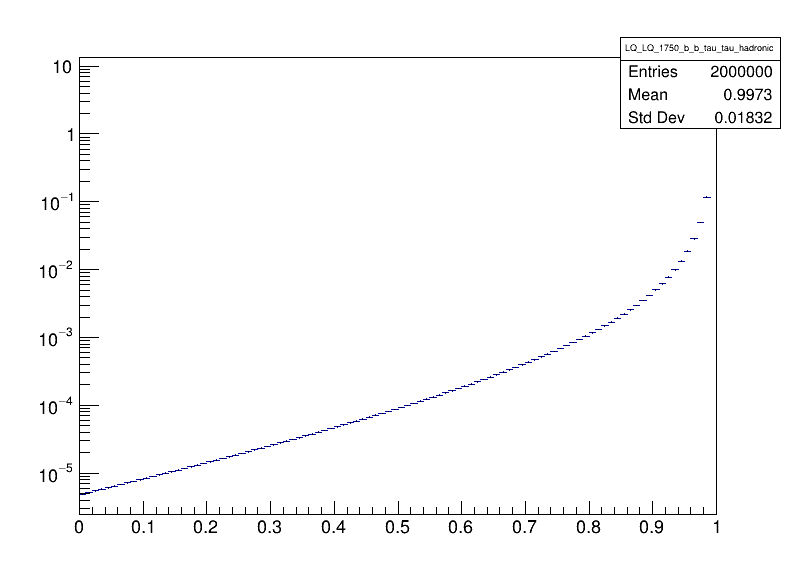 LQ_LQ_1750_b_b_tau_tau_hadronic
Entries 2000000
Mean 0.9973
Std Dev 0.01832
10
1
10−1
10−2
10−3
10−4
10−5
0 0.1 0.2 0.3 0.4 0.5 0.6 0.7 0.8 0.9 1